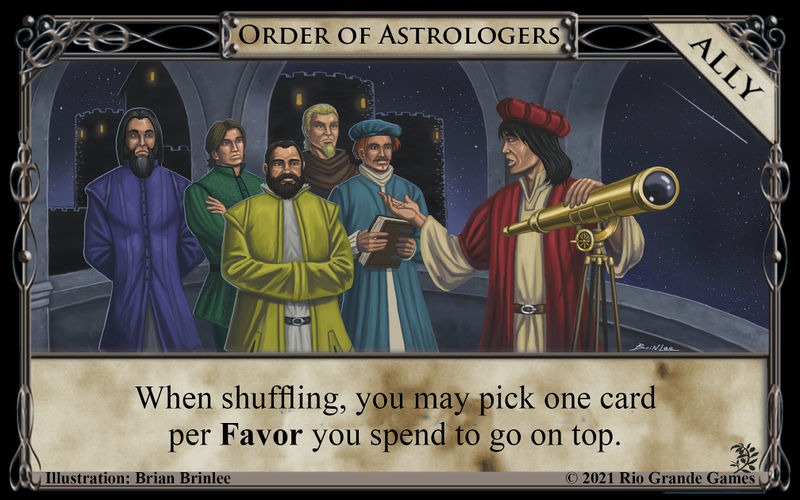 ORDER OF ASTROLOGERS
ALLY
BRINLEE
When shuffling, you may pick one card
per Favor you spend to go on top.
Illustration: Brian Brinlee © 2021 Rio Grande Games